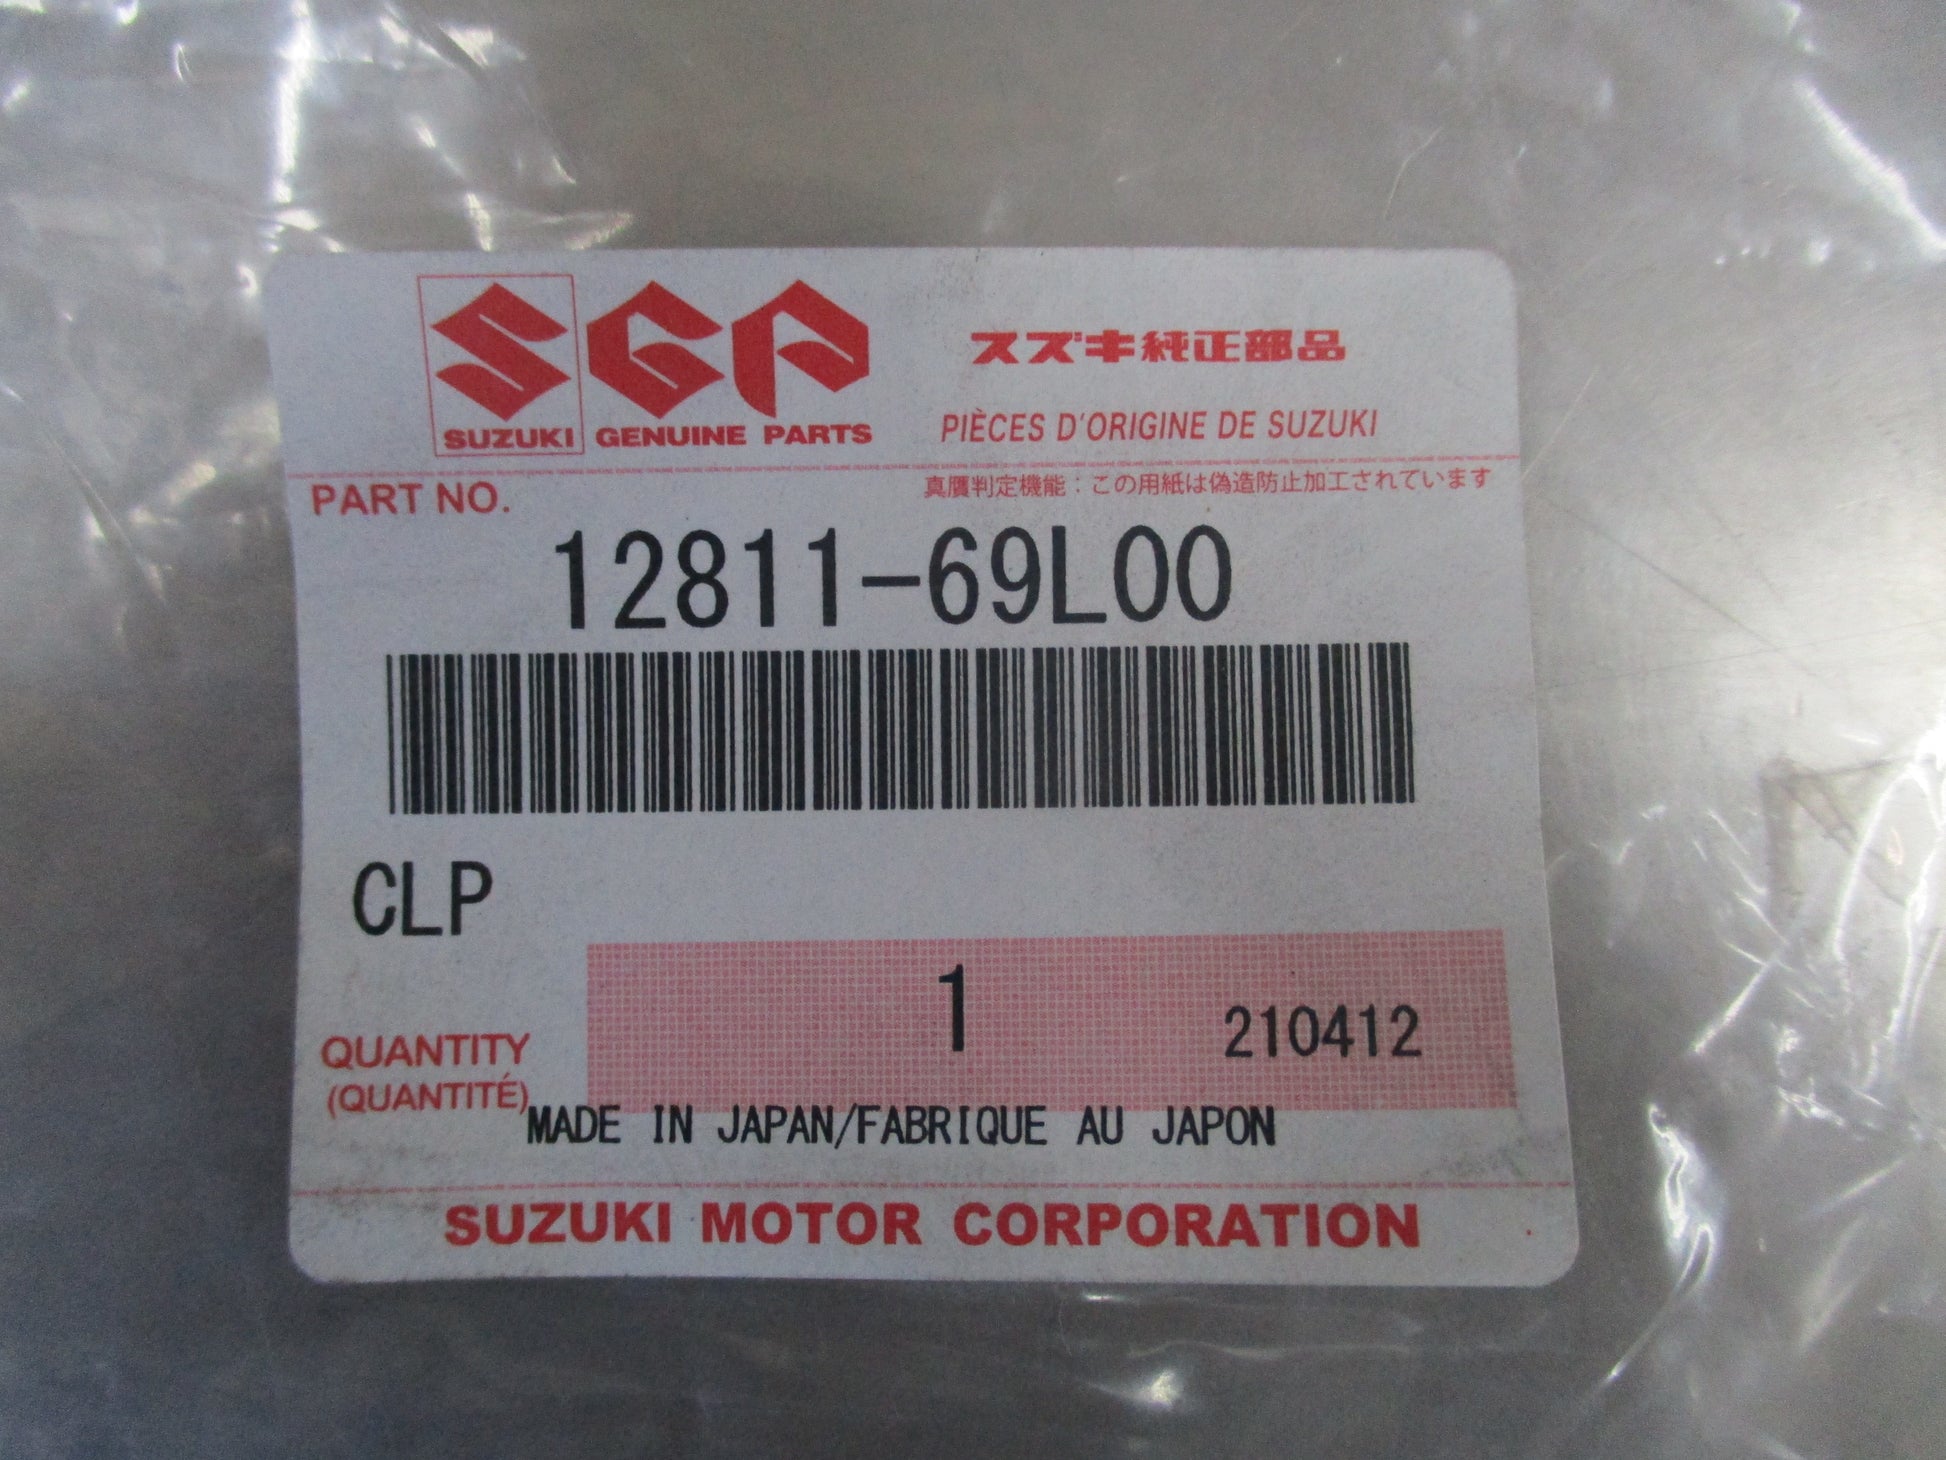 SGP
スズキ純正部品
SUZUKI GENUINE PARTS
PIÈCES D'ORIGINE DE SUZUKI
PART NO.
真贋判定機能：この用紙は偽造防止加工されています
12811-69L00
CLP
1
210412
QUANTITY
(QUANTITÉ)
MADE IN JAPAN/FABRIQUE AU JAPON
SUZUKI MOTOR CORPORATION